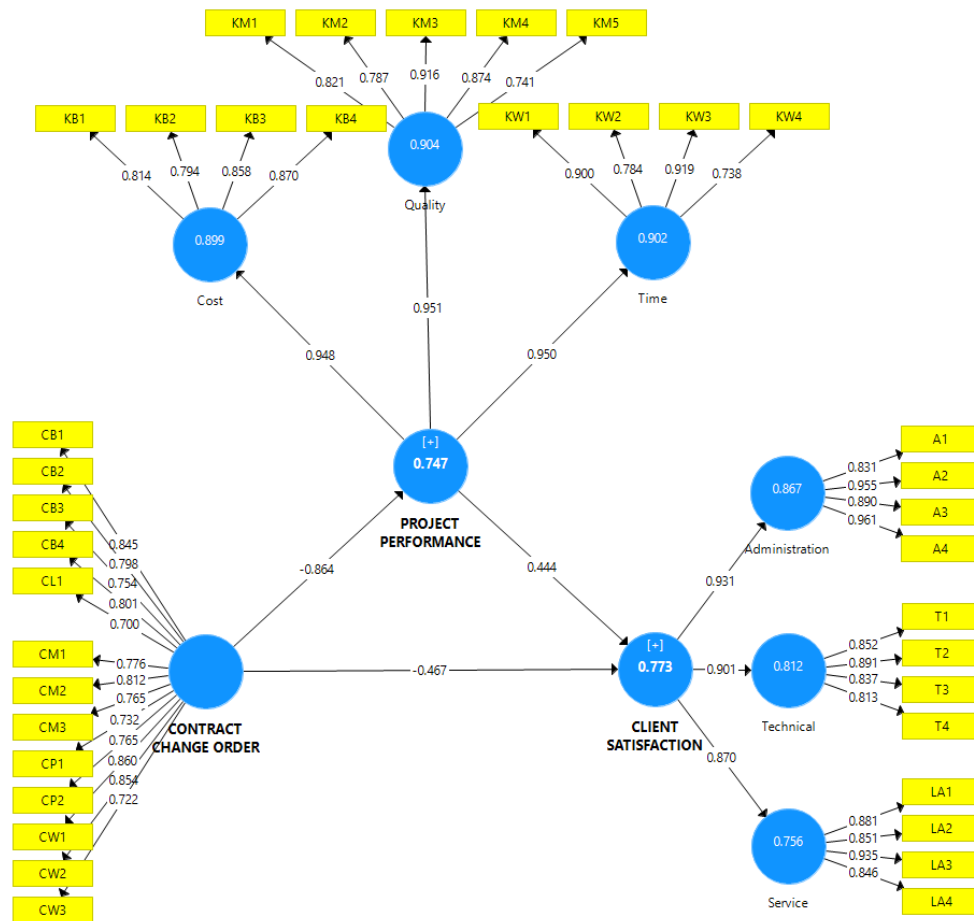 KM1
KM2
KM3
KM4
KM5
0.821
0.787
0.916
0.874
0.741
KB1
KB2
KB3
KB4
0.814
0.794
0.858
0.870
KW1
KW2
KW3
KW4
0.900
0.784
0.919
0.738
0.904
Quality
0.899
Cost
0.902
Time
0.948
0.951
0.950
[+]
0.747
PROJECT
PERFORMANCE
CB1
CB2
CB3
CB4
CL1
0.845
0.798
0.754
0.801
0.700
CM1
CM2
CM3
CP1
CP2
CW1
CW2
CW3
0.776
0.812
0.765
0.732
0.765
0.860
0.854
0.722
CONTRACT
CHANGE ORDER
-0.864
0.444
-0.467
[+]
0.773
CLIENT
SATISFACTION
0.931
0.901
0.870
0.867
Administration
0.831
0.955
0.890
0.961
A1
A2
A3
A4
0.812
Technical
0.852
0.891
0.837
0.813
T1
T2
T3
T4
0.756
Service
0.881
0.851
0.935
0.846
LA1
LA2
LA3
LA4